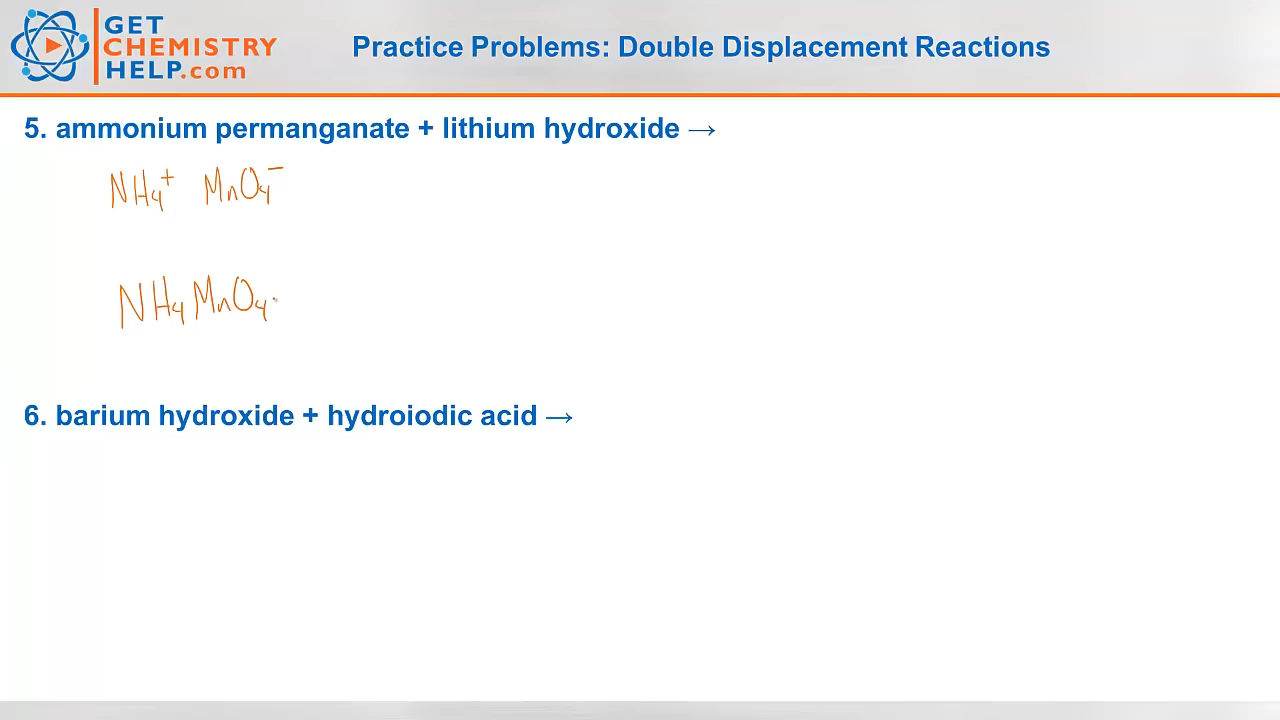 GET
CHEMISTRY
HELP.com
Practice Problems: Double Displacement Reactions
5. ammonium permanganate + lithium hydroxide →
NH₄⁺ MnO₄⁻
NH₄MnO₄
6. barium hydroxide + hydroiodic acid →